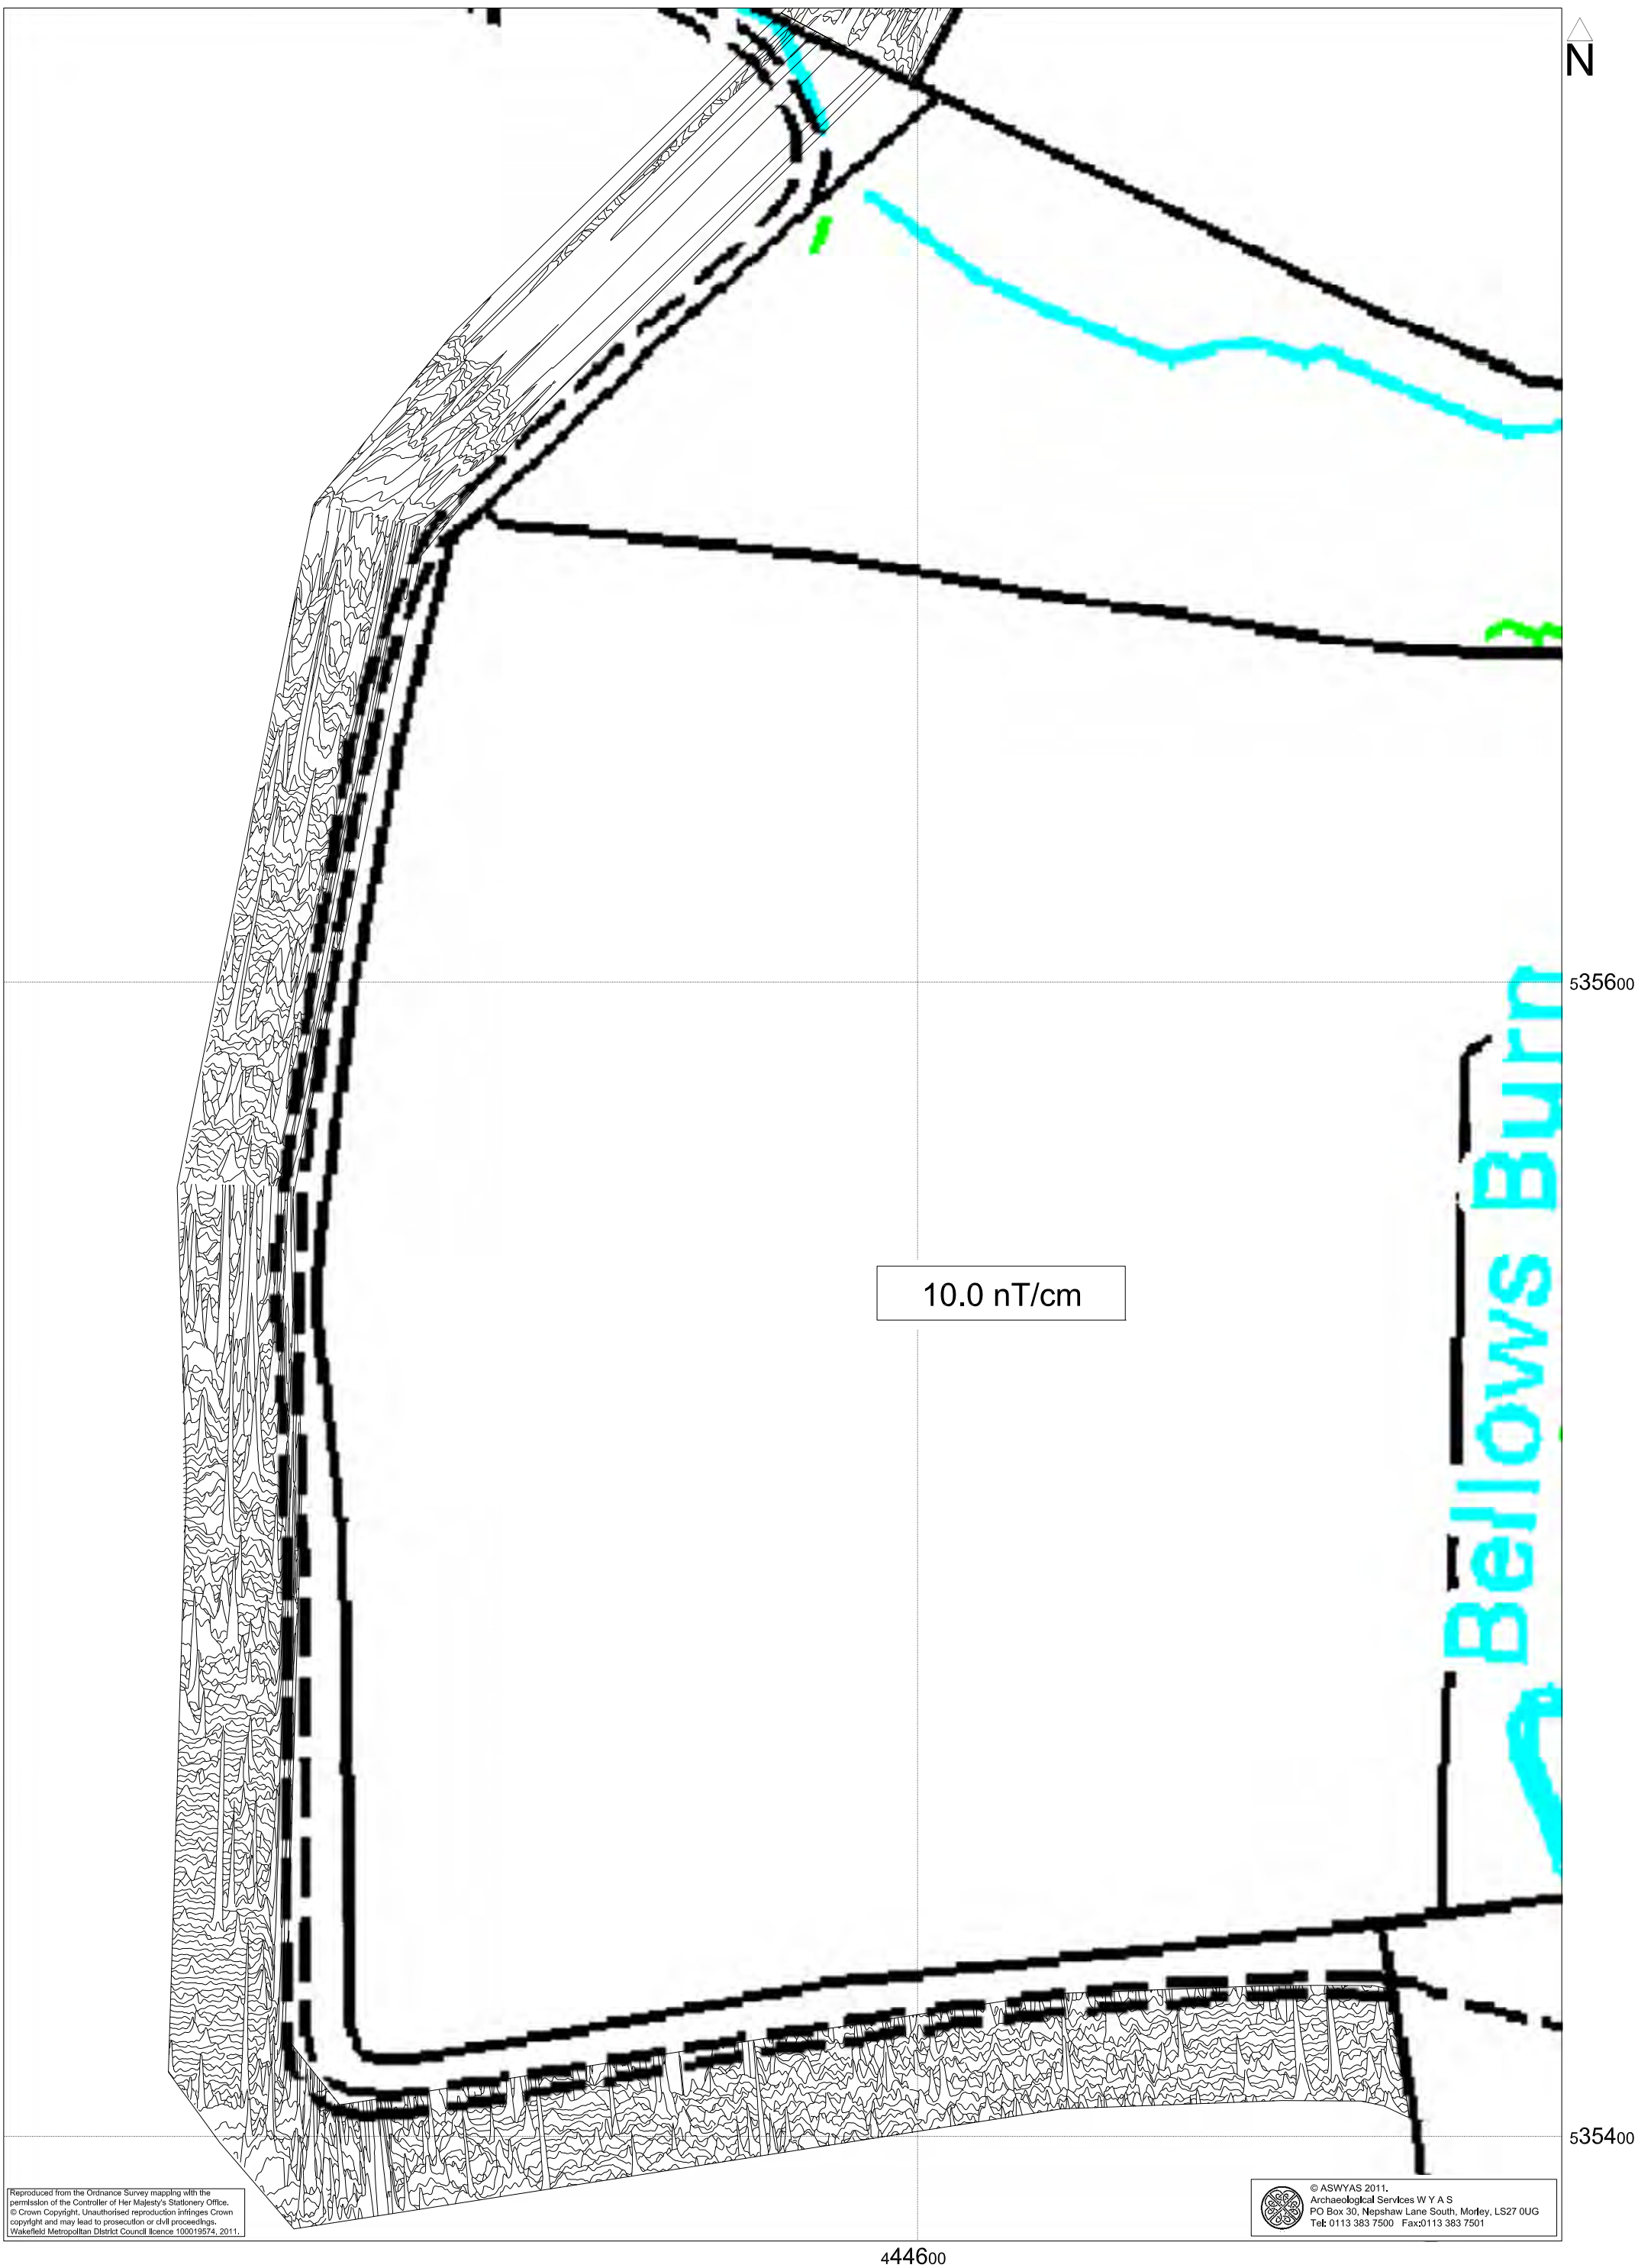 N
535600
Bellows Burn
10.0 nT/cm
535400
Reproduced from the Ordnance Survey mapping with the
permission of the Controller of Her Majesty's Stationery Office.
© Crown Copyright. Unauthorised reproduction infringes Crown
copyright and may lead to prosecution or civil proceedings.
Wakefield Metropolitan District Council licence 100019574, 2011.
© ASWYAS 2011.
Archaeological Services W Y A S
PO Box 30, Nepshaw Lane South, Morley, LS27 0UG
Tel: 0113 383 7500 Fax:0113 383 7501
444600